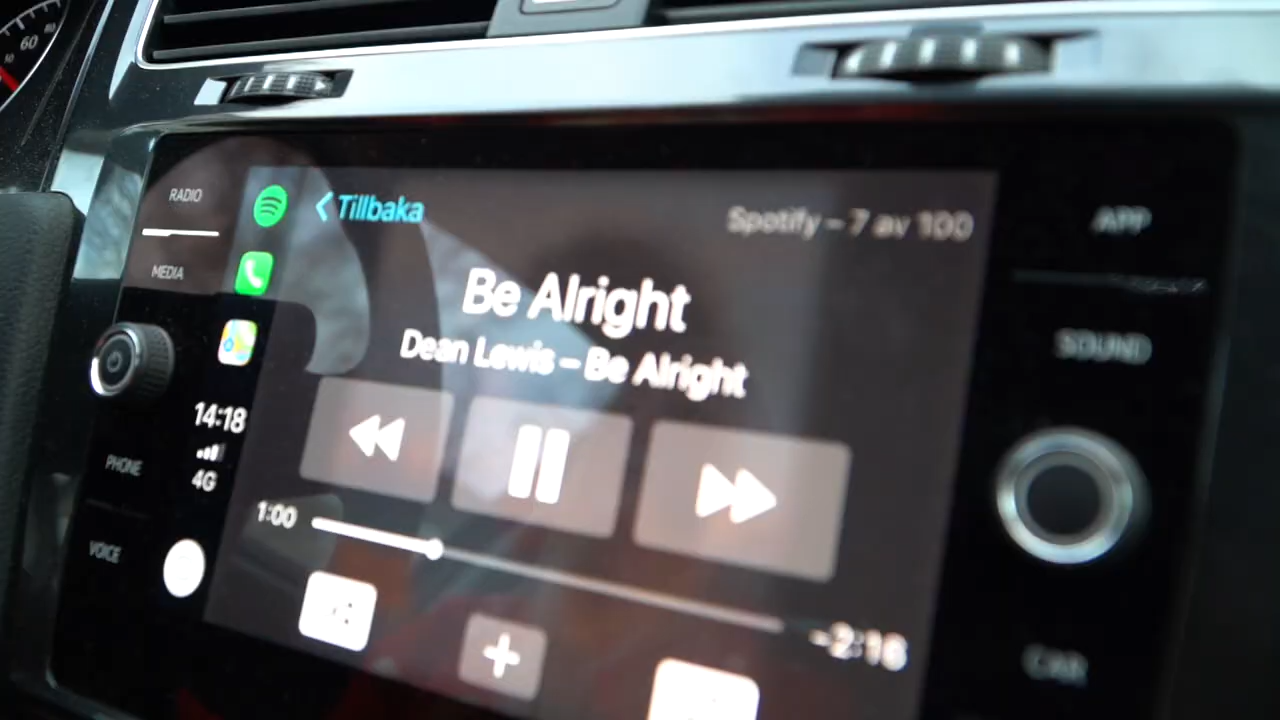 60
RADIO
MEDIA
PHONE
VOICE
14:18
4G
Tillbaka
Spotify – 7 av 100
Be Alright
Dean Lewis – Be Alright
1:00
-2:16
APP
SOUND
CAR